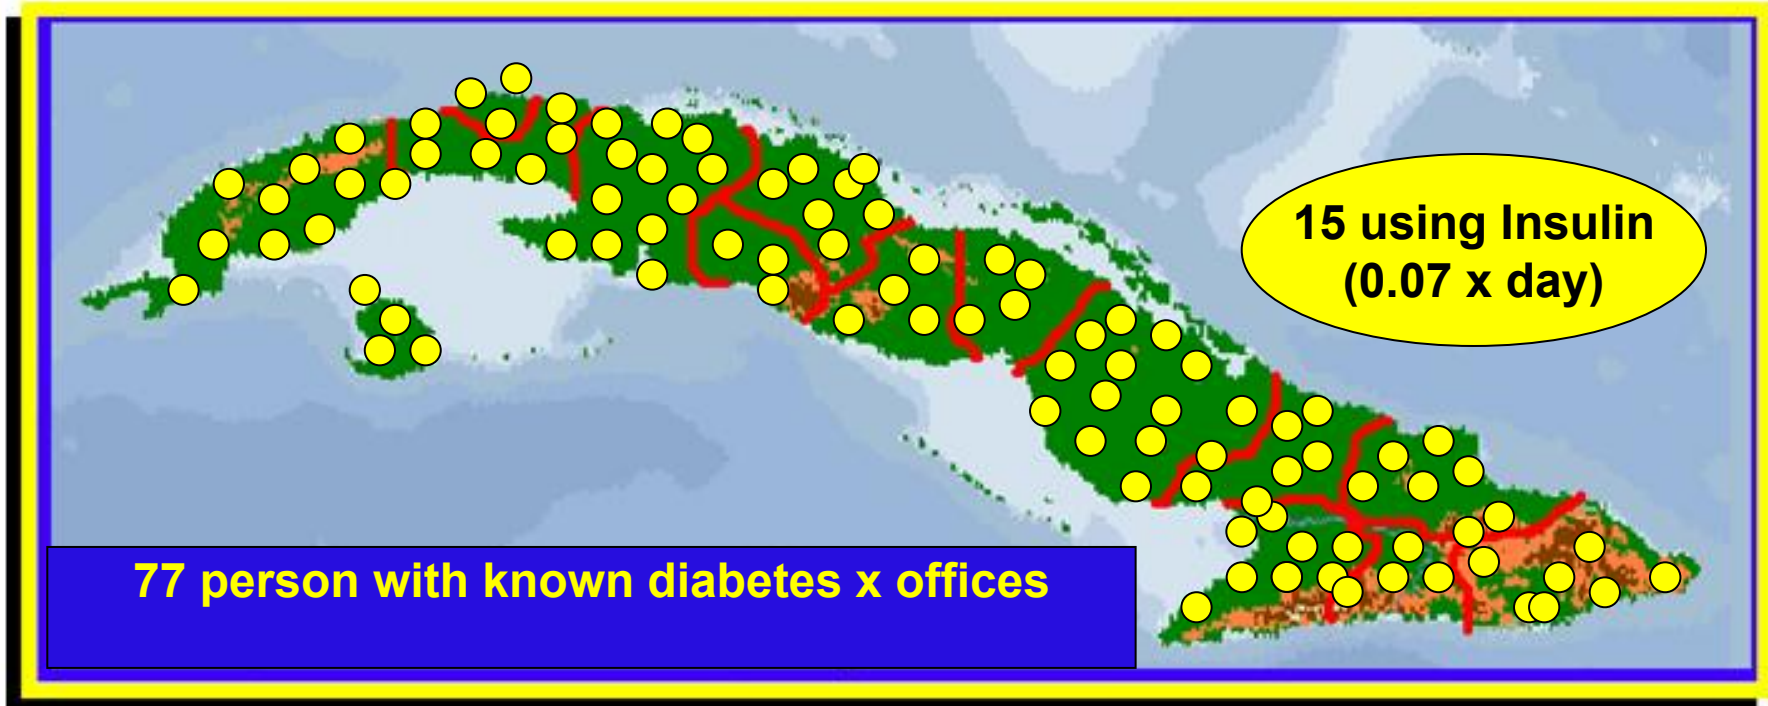 15 using Insulin
(0.07 x day)
77 person with known diabetes x offices